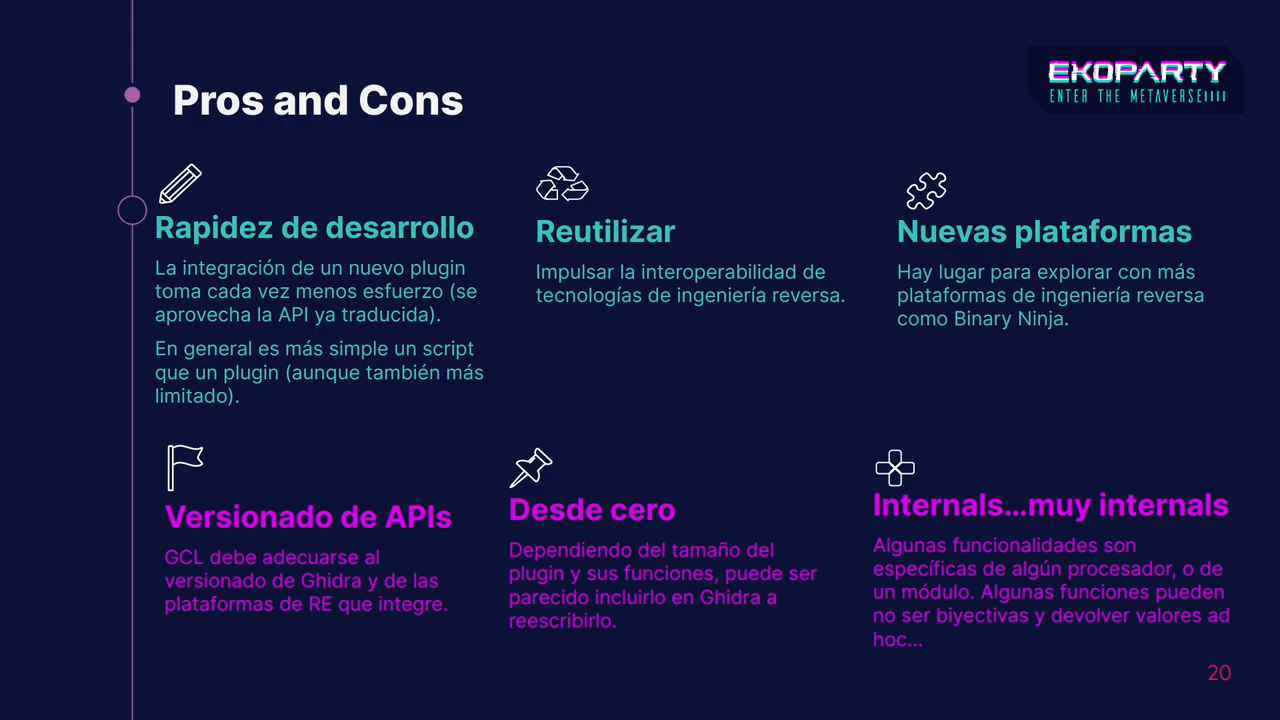 Pros and Cons
EKOPARTY
ENTER THE METAVERSE
Rapidez de desarrollo
La integración de un nuevo plugin
toma cada vez menos esfuerzo (se
aprovecha la API ya traducida).
En general es más simple un script
que un plugin (aunque también más
limitado).
Reutilizar
Impulsar la interoperabilidad de
tecnologías de ingeniería reversa.
Nuevas plataformas
Hay lugar para explorar con más
plataformas de ingeniería reversa
como Binary Ninja.
Versionado de APIs
GCL debe adecuarse al
versionado de Ghidra y de las
plataformas de RE que integre.
Desde cero
Dependiendo del tamaño del
plugin y sus funciones, puede ser
parecido incluirlo en Ghidra a
reescribirlo.
Internals...muy internals
Algunas funcionalidades son
específicas de algún procesador, o de
un módulo. Algunas funciones pueden
no ser biyectivas y devolver valores ad
hoc...
20